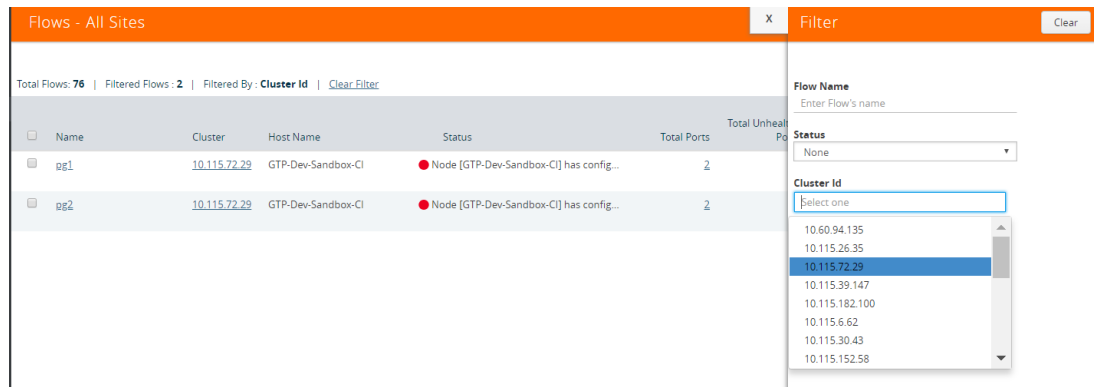 Flows - All Sites
X
Filter
Clear
Total Flows: 76 | Filtered Flows : 2 | Filtered By : Cluster Id | Clear Filter
Name Cluster Host Name Status Total Ports Total Unhealt
Po
pg1 10.115.72.29 GTP-Dev-Sandbox-CI Node [GTP-Dev-Sandbox-CI] has config... 2
pg2 10.115.72.29 GTP-Dev-Sandbox-CI Node [GTP-Dev-Sandbox-CI] has config... 2
Flow Name
Enter Flow's name
Status
None
Cluster Id
Select one
10.60.94.135
10.115.26.35
10.115.72.29
10.115.39.147
10.115.182.100
10.115.6.62
10.115.30.43
10.115.152.58